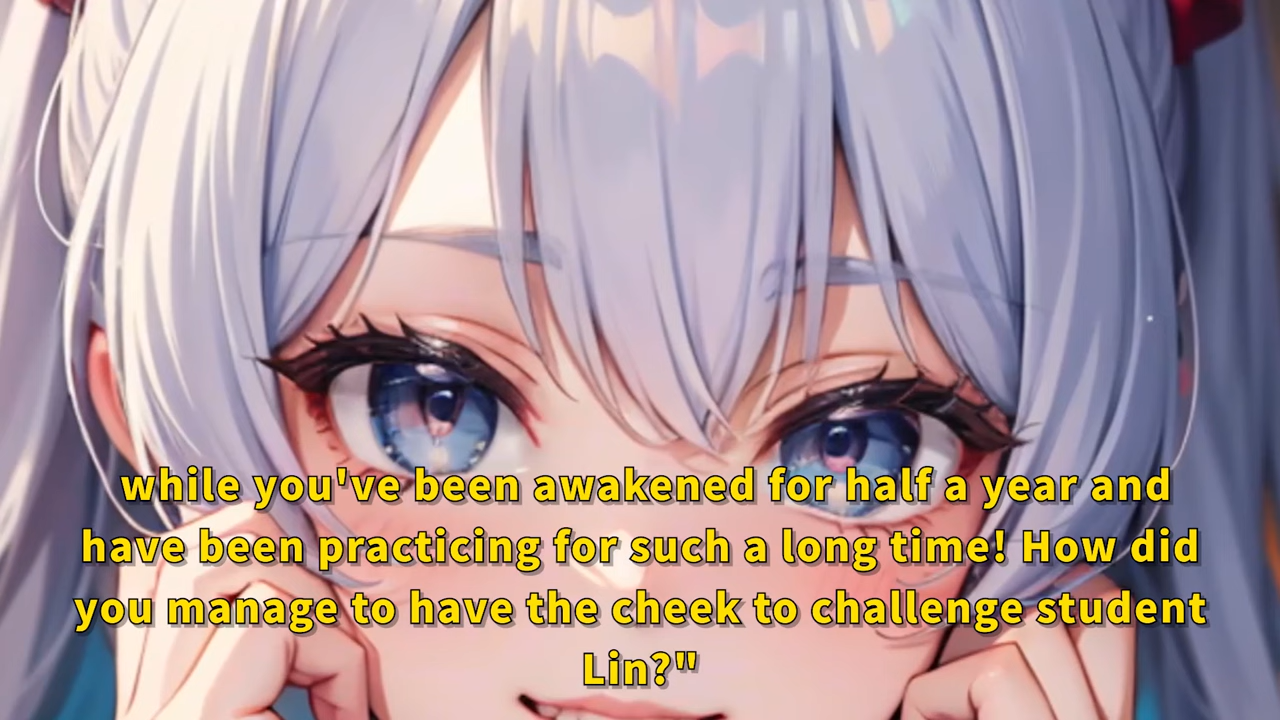 while you've been awakened for half a year and
have been practicing for such a long time! How did
you manage to have the cheek to challenge student
Lin?"